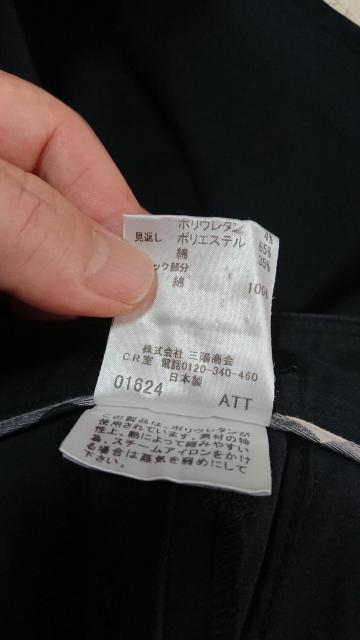 ポリウレタン 4%
見返し ポリエステル 65%
綿 35%
ック部分
綿 100%
株式会社 三陽商会
C.R.室 電話0120-340-460
日本製
01624 ATT
この製品は、ポリウレタンが
使用されています。素材の特
性上、熱によって縮みやすい
為、スチームアイロンをかけ
る場合は蒸気を弱めにして
下さい。